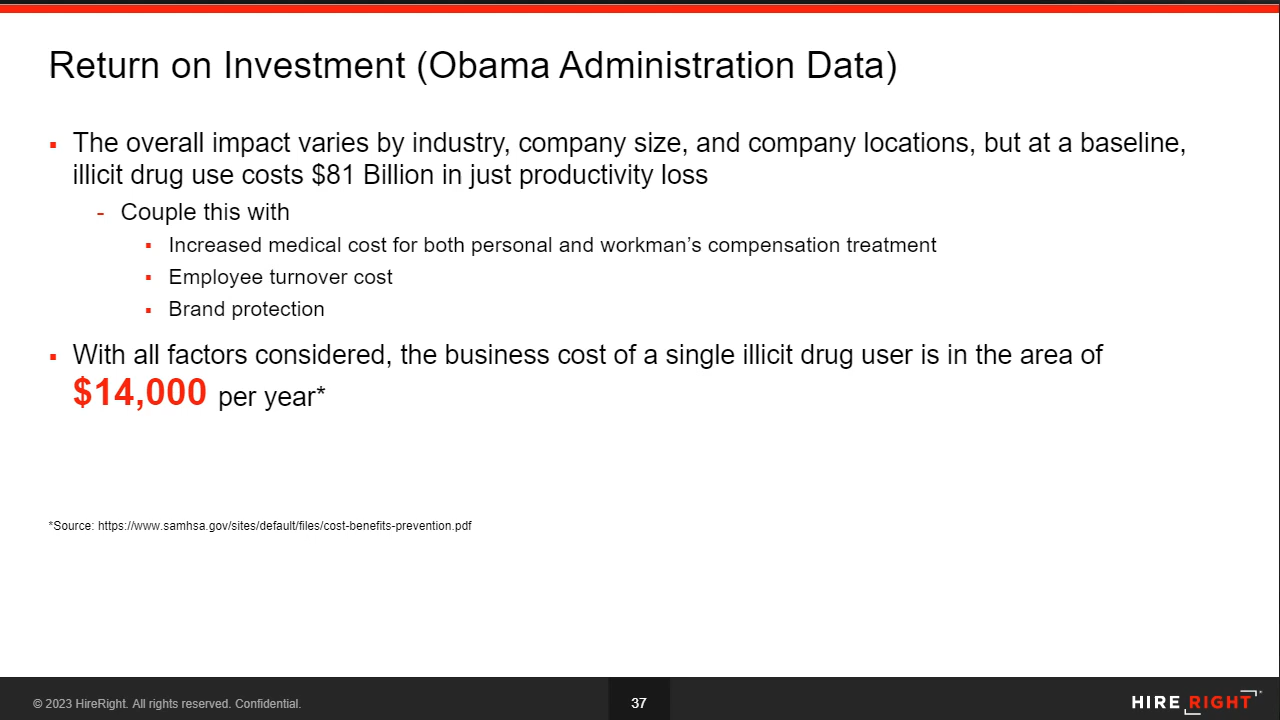 Return on Investment (Obama Administration Data)
▪ The overall impact varies by industry, company size, and company locations, but at a baseline,
illicit drug use costs $81 Billion in just productivity loss
- Couple this with
▪ Increased medical cost for both personal and workman’s compensation treatment
▪ Employee turnover cost
▪ Brand protection
▪ With all factors considered, the business cost of a single illicit drug user is in the area of
$14,000 per year*
*Source: https://www.samhsa.gov/sites/default/files/cost-benefits-prevention.pdf
© 2023 HireRight. All rights reserved. Confidential.
37
HIRE RIGHT